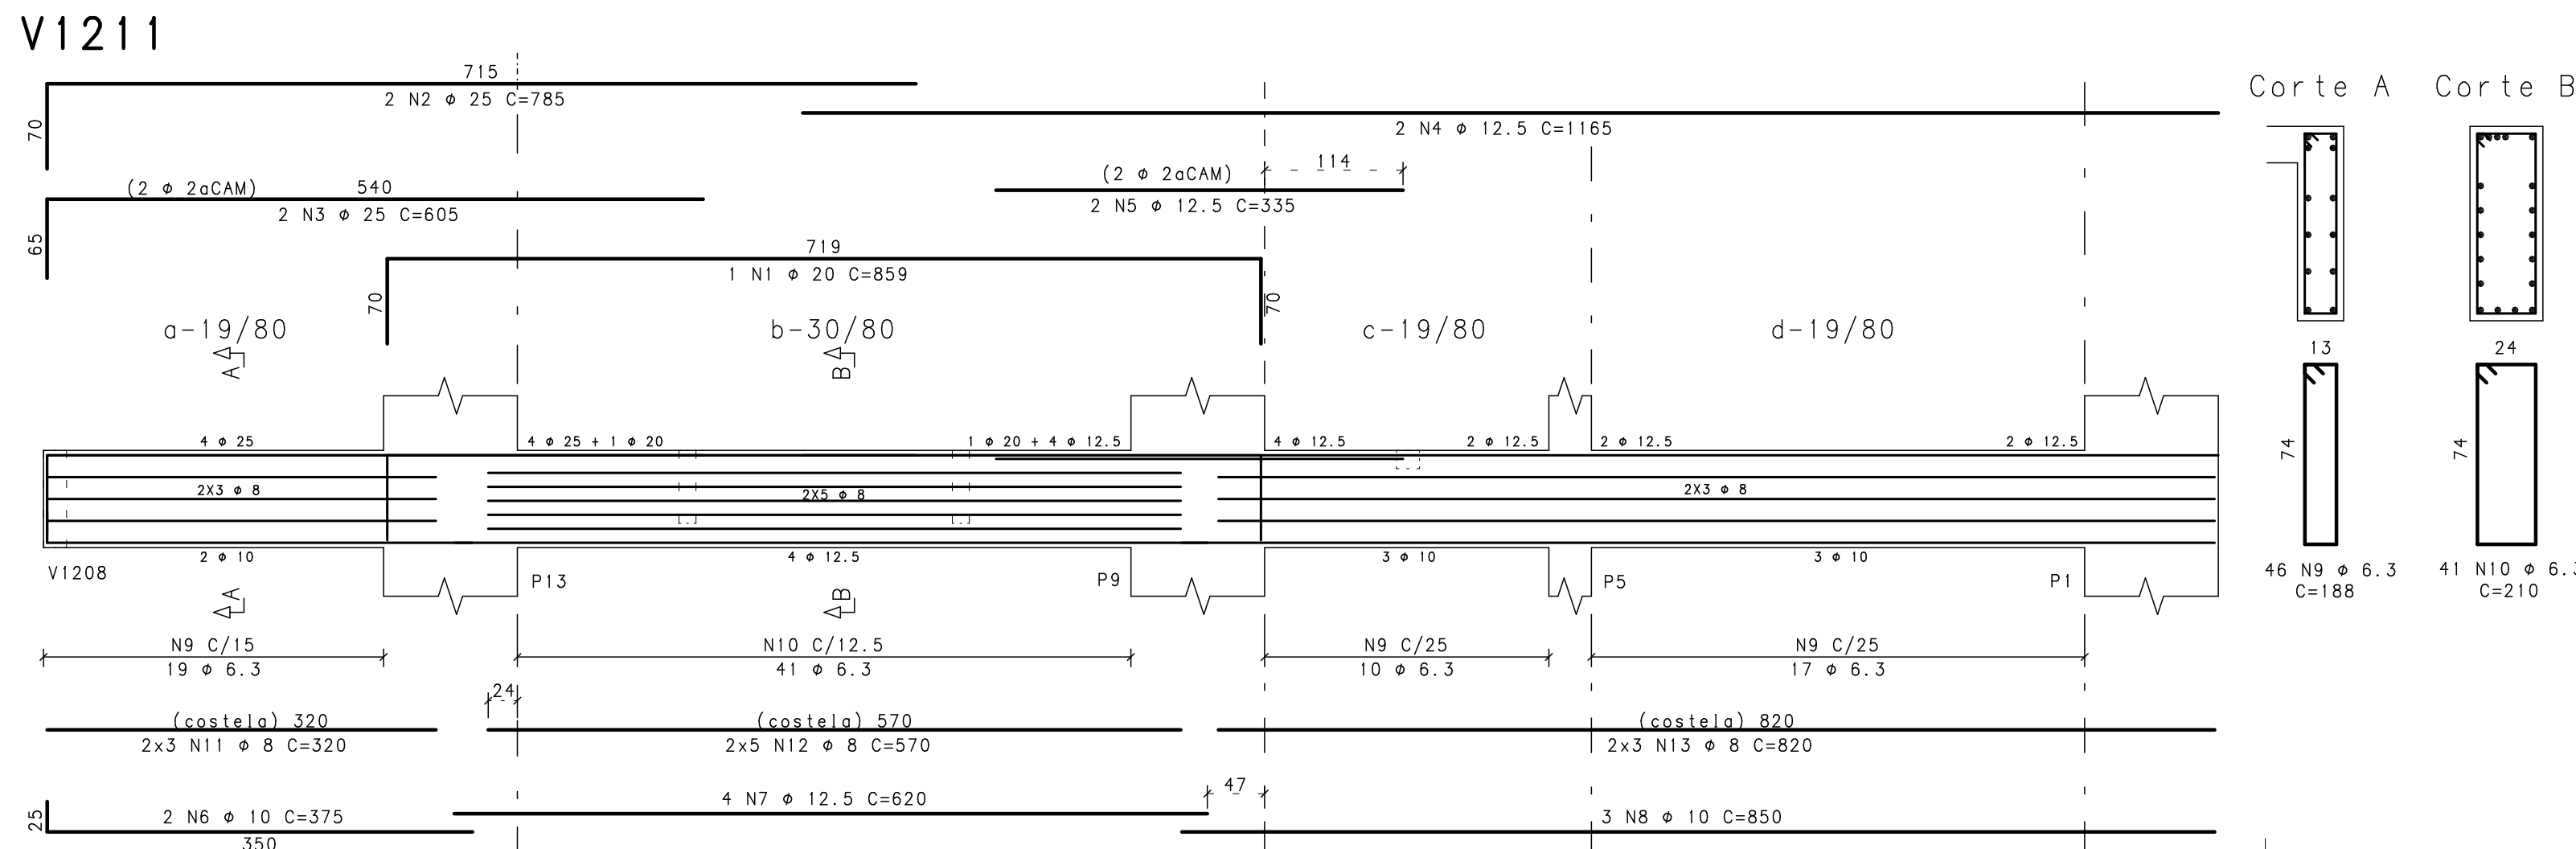 V1211
715
2 N2 φ 25 C=785
70
Corte A
Corte B
2 N4 φ 12.5 C=1165
114
(2 φ 2aCAM)
540
2 N3 φ 25 C=605
65
(2 φ 2aCAM)
2 N5 φ 12.5 C=335
719
1 N1 φ 20 C=859
70
70
a-19/80
b-30/80
c-19/80
d-19/80
A
B
13
24
4 φ 25
4 φ 25 + 1 φ 20
1 φ 20 + 4 φ 12.5
4 φ 12.5
2 φ 12.5
2 φ 12.5
2 φ 12.5
74
74
2X3 φ 8
2X5 φ 8
2X3 φ 8
2 φ 10
4 φ 12.5
3 φ 10
3 φ 10
V1208
P13
P9
P5
P1
46 N9 φ 6.3
C=188
41 N10 φ 6.3
C=210
A
B
N9 C/15
19 φ 6.3
N10 C/12.5
41 φ 6.3
N9 C/25
10 φ 6.3
N9 C/25
17 φ 6.3
24
(costela) 320
2x3 N11 φ 8 C=320
(costela) 570
2x5 N12 φ 8 C=570
(costela) 820
2x3 N13 φ 8 C=820
47
25
2 N6 φ 10 C=375
350
4 N7 φ 12.5 C=620
3 N8 φ 10 C=850